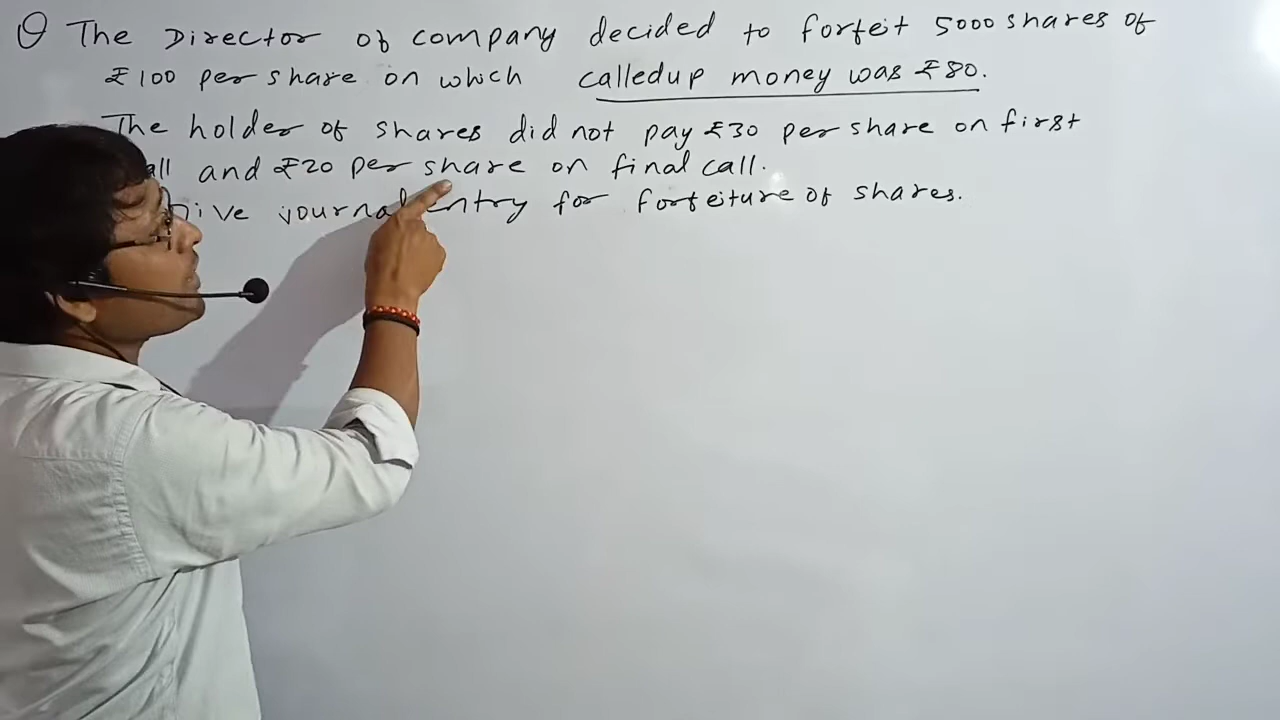 Q The Director of company decided to forfeit 5000 shares of
₹100 per share on which calledup money was ₹80.
The holder of shares did not pay ₹30 per share on first
and ₹20 per share on final call.
journal entry for forfeiture of shares.